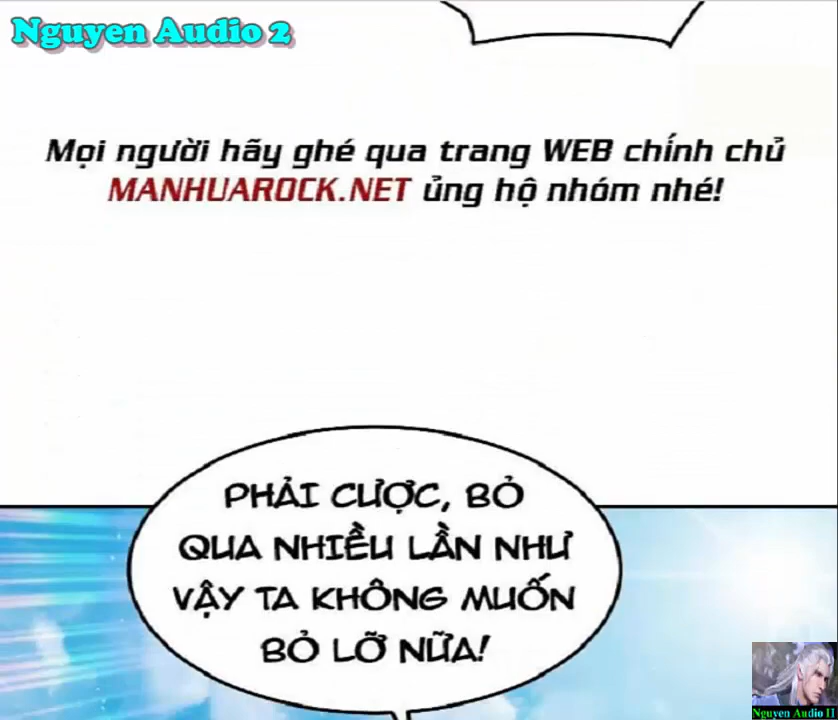 Nguyen Audio 2
Mọi người hãy ghé qua trang WEB chính chủ
MANHUAROCK.NET ủng hộ nhóm nhé!
PHẢI CƯỢC, BỎ
QUA NHIỀU LẦN NHƯ
VẬY TA KHÔNG MUỐN
BỎ LỠ NỮA!
Nguyen Audio II